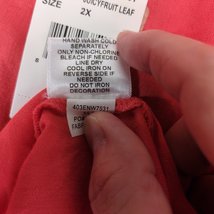 JUICYFRUIT LEAF
SIZE 2X
HAND WASH COLD
SEPARATELY
ONLY NON-CHLORINE
BLEACH IF NEEDED
LINE DRY
COOL IRON ON
REVERSE SIDE IF
NEEDED
DO NOT IRON
DECORATION
403ENW7531